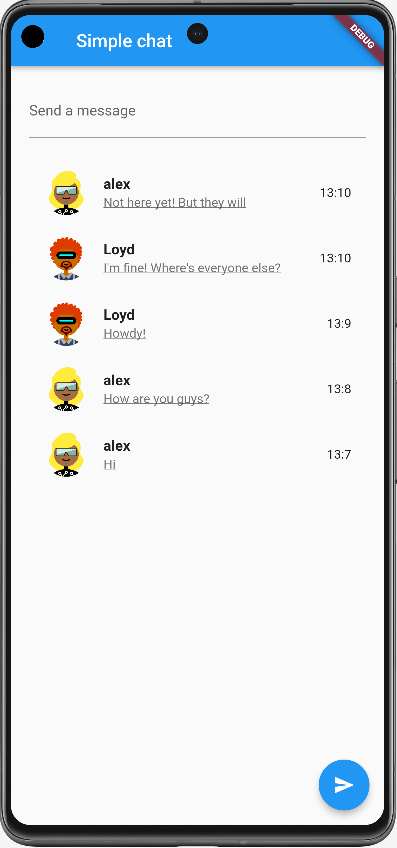 Simple chat
DEBUG
Send a message
alex
13:10
Not here yet! But they will
Loyd
13:10
I'm fine! Where's everyone else?
Loyd
13:9
Howdy!
alex
13:8
How are you guys?
alex
13:7
Hi